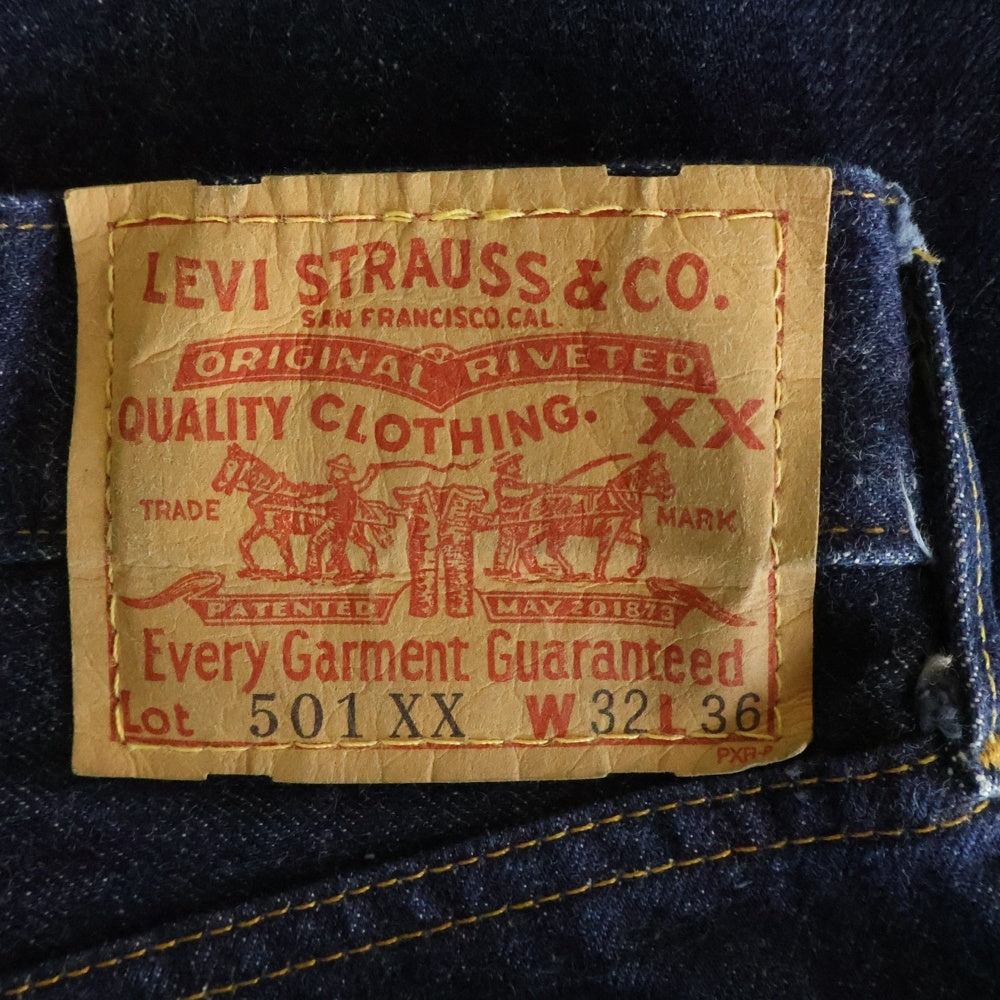 LEVI STRAUSS & CO.
SAN FRANCISCO, CAL.
ORIGINAL RIVETED
QUALITY CLOTHING. XX
TRADE MARK
PATENTED MAY 20 1873
Every Garment Guaranteed
Lot 501 XX W 32 L 36